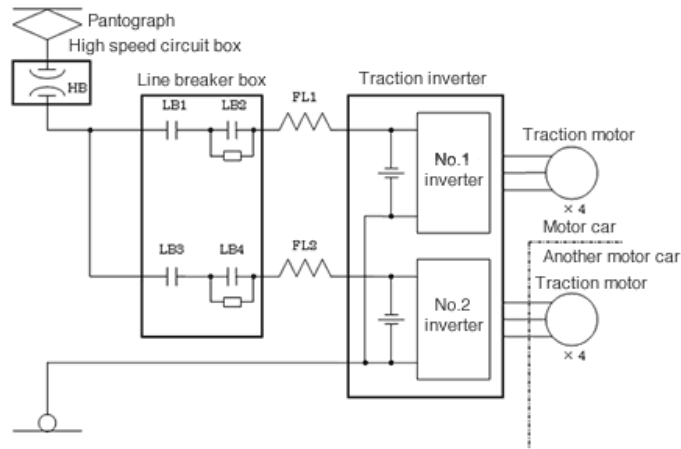 Pantograph
High speed circuit box
HB
Line breaker box
LB1
LB2
FL1
Traction inverter
No.1
inverter
Traction motor
× 4
Motor car
Another motor car
LB3
LB4
FL2
Traction motor
No.2
inverter
× 4